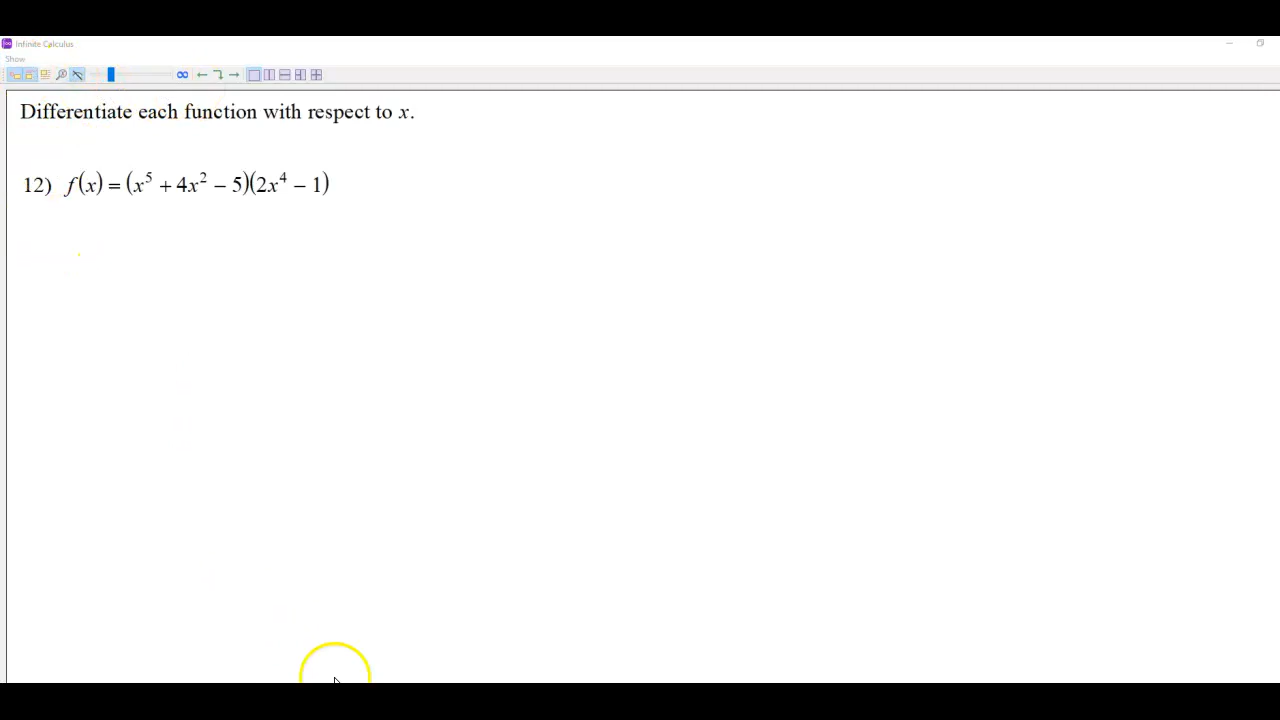 Infinite Calculus
Show
Differentiate each function with respect to x.
12) f(x) = (x⁵ + 4x² − 5)(2x⁴ − 1)